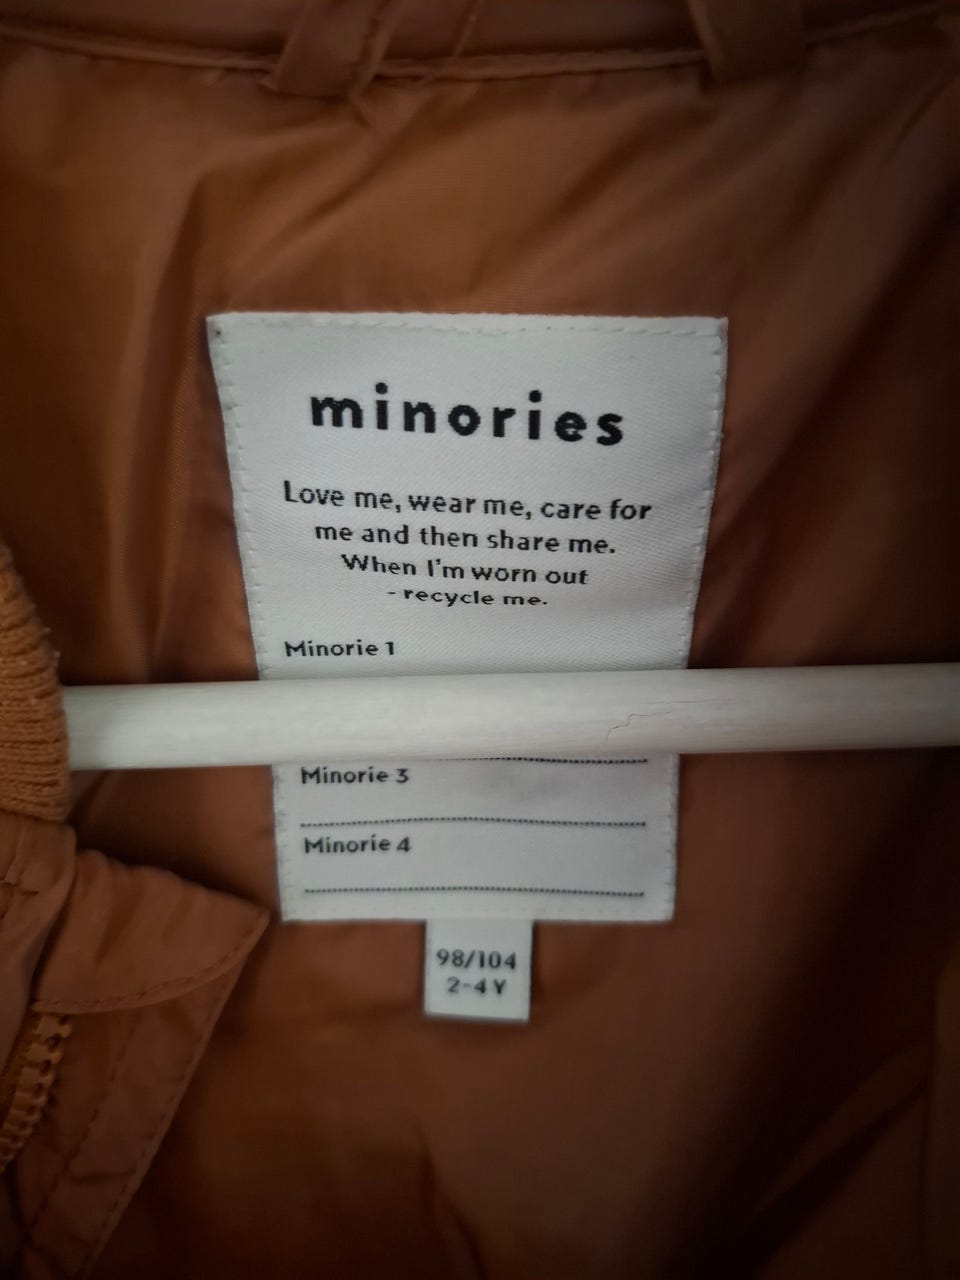 minories
Love me, wear me, care for
me and then share me.
When I'm worn out
- recycle me.
Minorie 1
Minorie 3
Minorie 4
98/104
2-4 Y